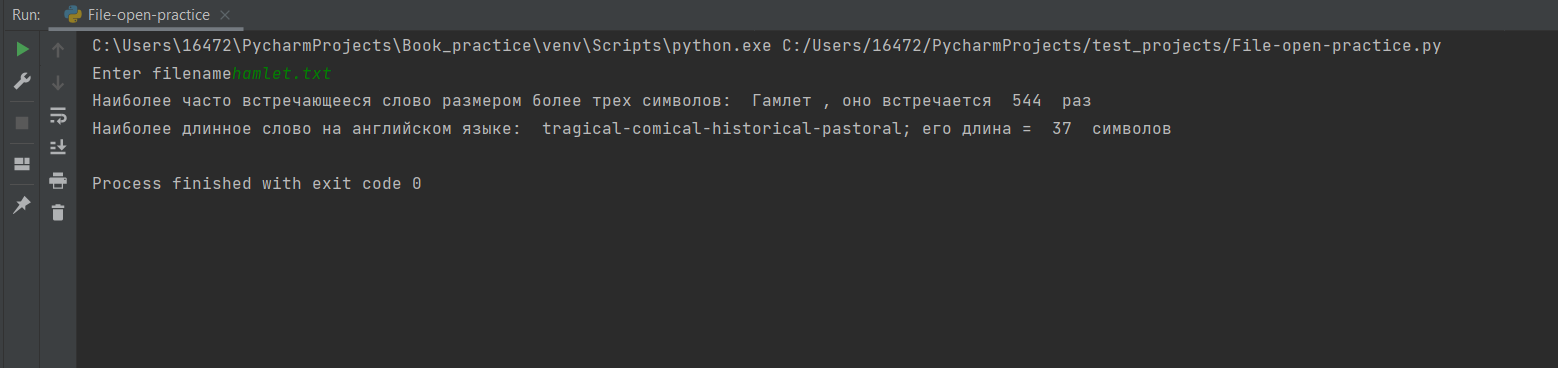 Run: File-open-practice
C:\Users\16472\PycharmProjects\Book_practice\venv\Scripts\python.exe C:/Users/16472/PycharmProjects/test_projects/File-open-practice.py
Enter filenamehamlet.txt
Наиболее часто встречающееся слово размером более трех символов:  Гамлет , оно встречается  544  раз
Наиболее длинное слово на английском языке:  tragical-comical-historical-pastoral; его длина =  37  символов
Process finished with exit code 0